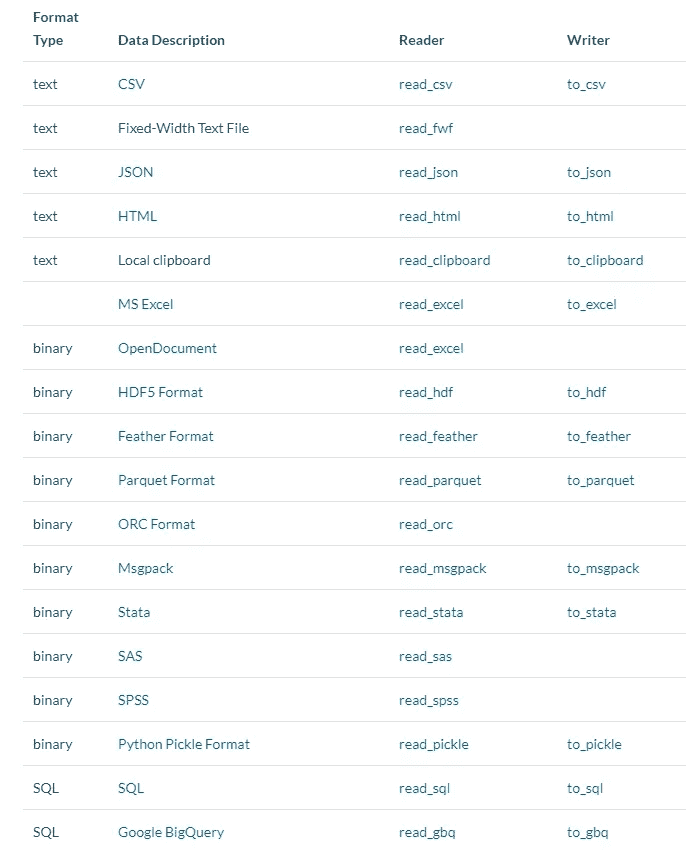 Format
Type Data Description Reader Writer
text CSV read_csv to_csv
text Fixed-Width Text File read_fwf
text JSON read_json to_json
text HTML read_html to_html
text Local clipboard read_clipboard to_clipboard
MS Excel read_excel to_excel
binary OpenDocument read_excel
binary HDF5 Format read_hdf to_hdf
binary Feather Format read_feather to_feather
binary Parquet Format read_parquet to_parquet
binary ORC Format read_orc
binary Msgpack read_msgpack to_msgpack
binary Stata read_stata to_stata
binary SAS read_sas
binary SPSS read_spss
binary Python Pickle Format read_pickle to_pickle
SQL SQL read_sql to_sql
SQL Google BigQuery read_gbq to_gbq